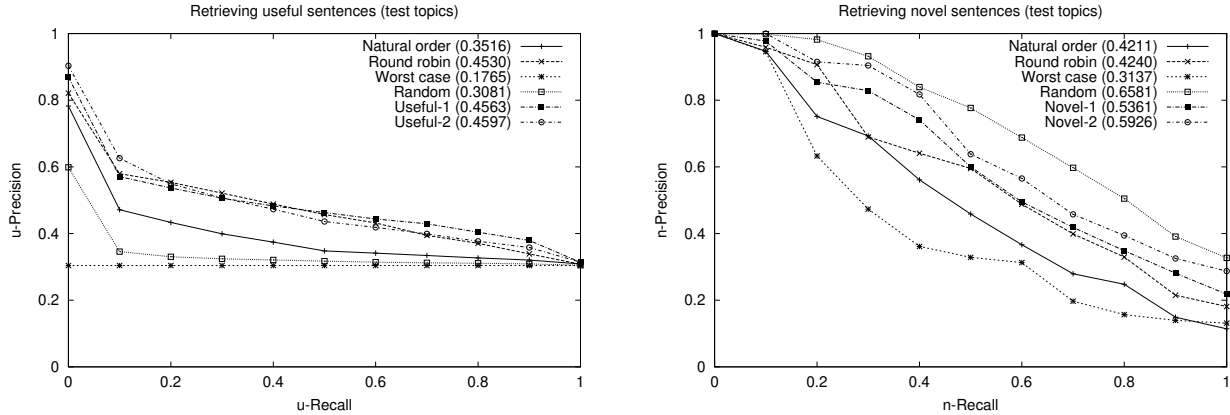 Retrieving useful sentences (test topics)
Natural order (0.3516)
Round robin (0.4530)
Worst case (0.1765)
Random (0.3081)
Useful-1 (0.4563)
Useful-2 (0.4597)
1
0.8
0.6
0.4
0.2
0
u-Precision
0 0.2 0.4 0.6 0.8 1
u-Recall
Retrieving novel sentences (test topics)
Natural order (0.4211)
Round robin (0.4240)
Worst case (0.3137)
Random (0.6581)
Novel-1 (0.5361)
Novel-2 (0.5926)
1
0.8
0.6
0.4
0.2
0
n-Precision
0 0.2 0.4 0.6 0.8 1
n-Recall